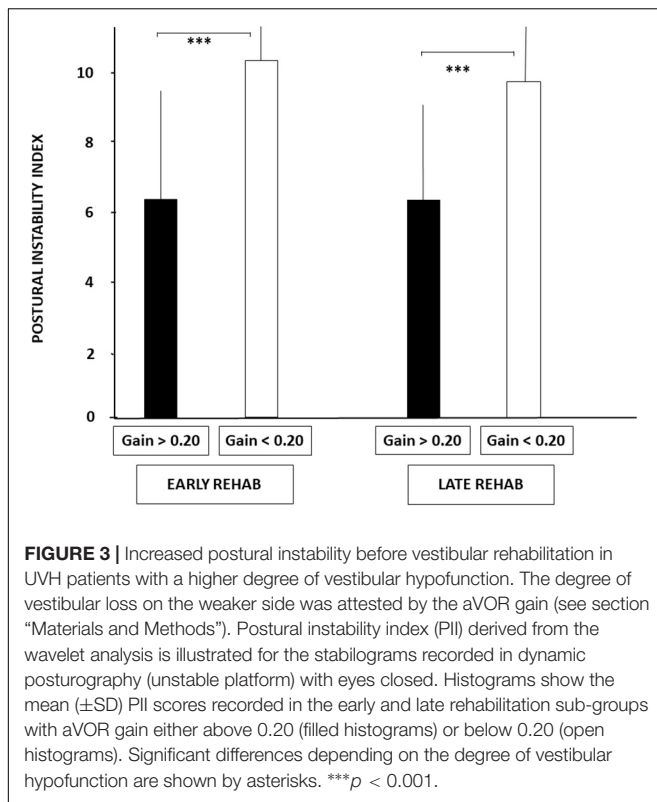 POSTURAL INSTABILITY INDEX
10
8
6
4
2
0
***
***
Gain > 0.20 Gain < 0.20 Gain > 0.20 Gain < 0.20
EARLY REHAB LATE REHAB
FIGURE 3 | Increased postural instability before vestibular rehabilitation in
UVH patients with a higher degree of vestibular hypofunction. The degree of
vestibular loss on the weaker side was attested by the aVOR gain (see section
“Materials and Methods”). Postural instability index (PII) derived from the
wavelet analysis is illustrated for the stabilograms recorded in dynamic
posturography (unstable platform) with eyes closed. Histograms show the
mean (±SD) PII scores recorded in the early and late rehabilitation sub-groups
with aVOR gain either above 0.20 (filled histograms) or below 0.20 (open
histograms). Significant differences depending on the degree of vestibular
hypofunction are shown by asterisks. ***p < 0.001.